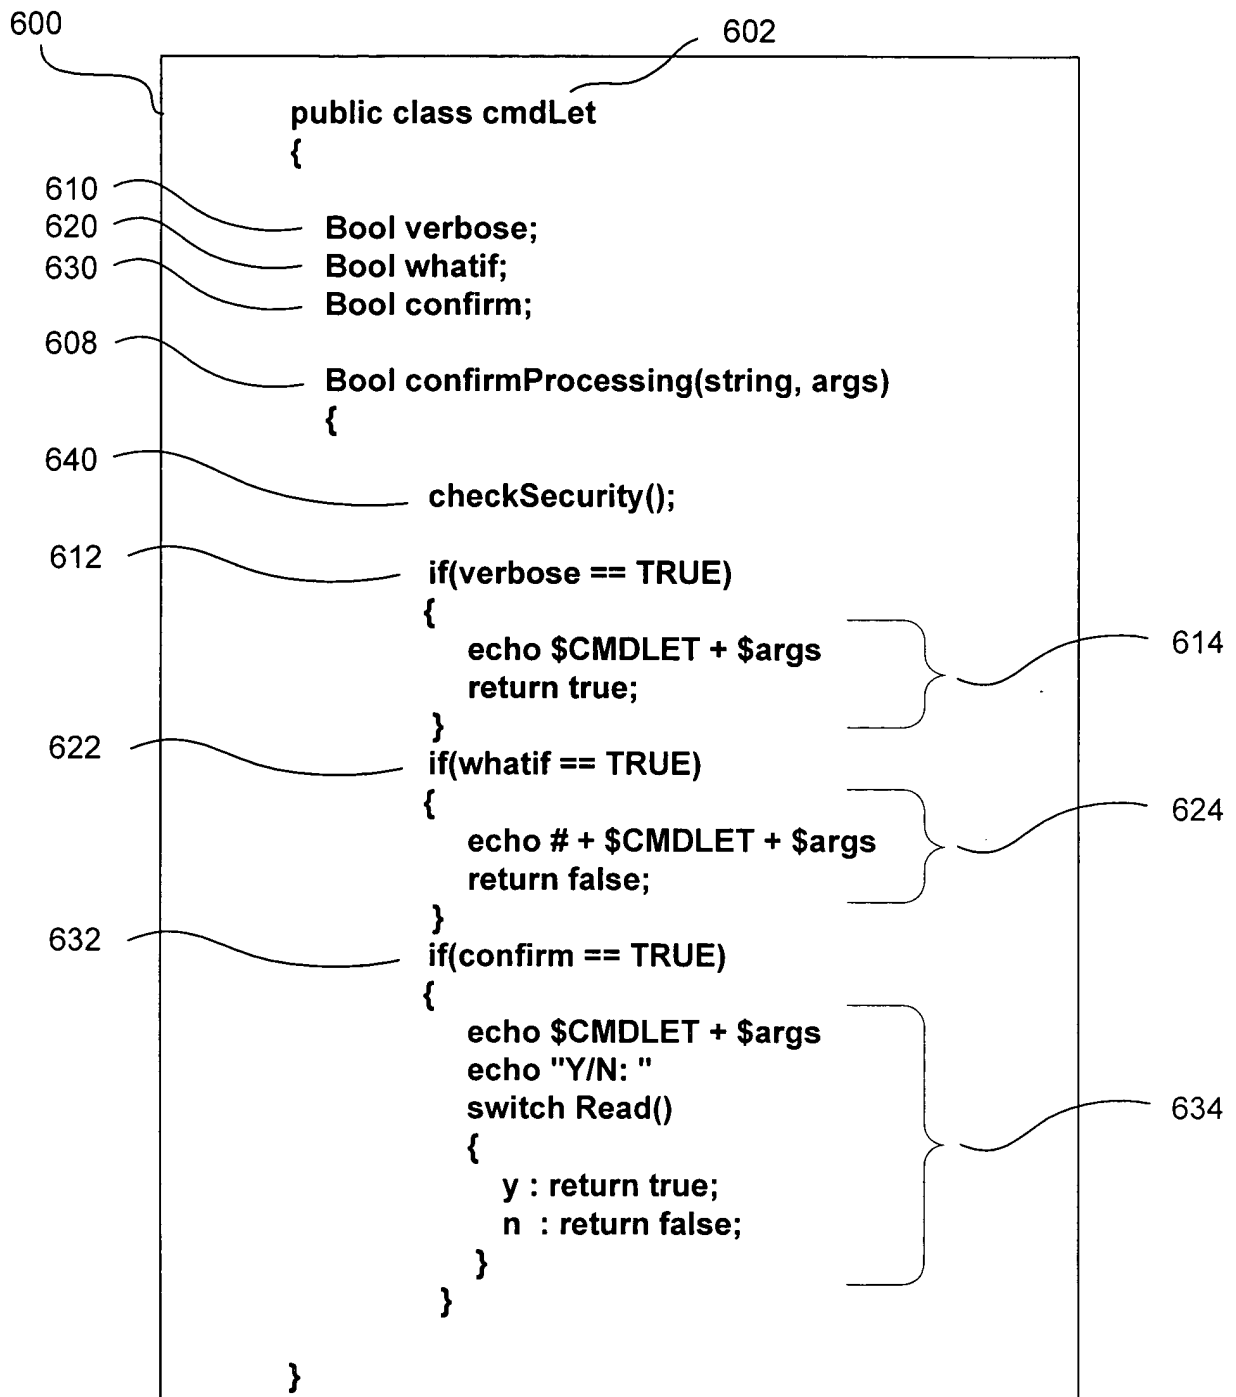 600
602
public class cmdLet
{
610
Bool verbose;
620
Bool whatif;
630
Bool confirm;
608
Bool confirmProcessing(string, args)
{
640
checkSecurity();
612
if(verbose == TRUE)
{
echo $CMDLET + $args
614
return true;
}
622
if(whatif == TRUE)
{
624
echo # + $CMDLET + $args
return false;
}
632
if(confirm == TRUE)
{
echo $CMDLET + $args
echo "Y/N: "
switch Read()
634
{
y : return true;
n : return false;
}
}
}